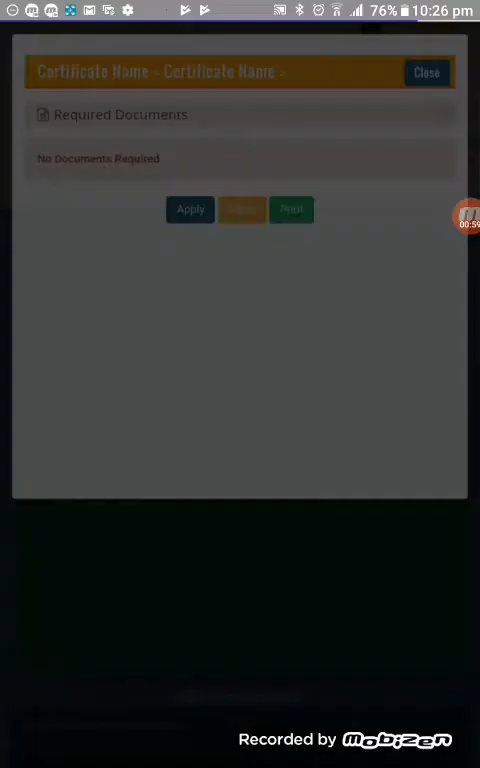 76% 10:26 pm
Certificate Name - Certificate Name -
Close
Required Documents
No Documents Required
Apply
Print
00:59
Recorded by mobizen